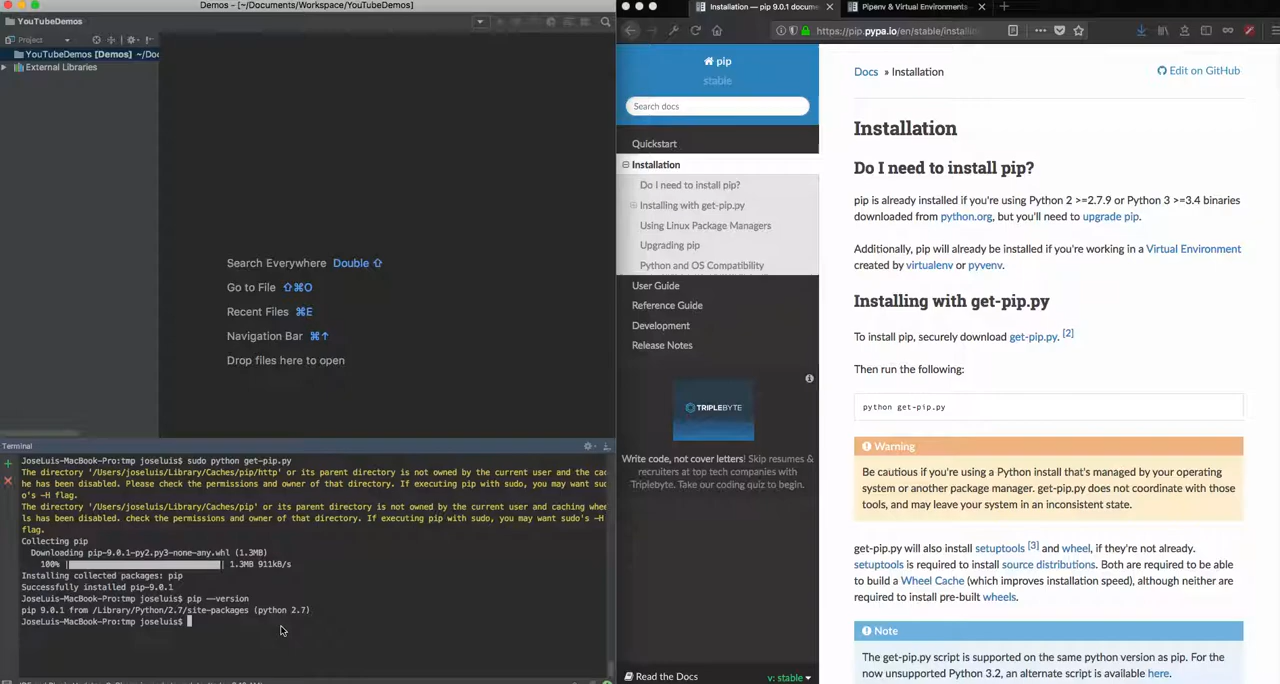 Demos - [~/Documents/Workspace/YouTubeDemos]
YouTubeDemos
Project
YouTubeDemos [Demos] ~/Doc
External Libraries
Search Everywhere Double ⇧
Go to File ⇧⌘O
Recent Files ⌘E
Navigation Bar ⌘↑
Drop files here to open
Terminal
JoseLuis-MacBook-Pro:tmp joseluis$ sudo python get-pip.py
The directory '/Users/joseluis/Library/Caches/pip/http' or its parent directory is not owned by the current user and the cac
he has been disabled. Please check the permissions and owner of that directory. If executing pip with sudo, you may want sud
o's -H flag.
The directory '/Users/joseluis/Library/Caches/pip' or its parent directory is not owned by the current user and caching whee
ls has been disabled. check the permissions and owner of that directory. If executing pip with sudo, you may want sudo's -H
flag.
Collecting pip
Downloading pip-9.0.1-py2.py3-none-any.whl (1.3MB)
100% | | 1.3MB 911kB/s
Installing collected packages: pip
Successfully installed pip-9.0.1
JoseLuis-MacBook-Pro:tmp joseluis$ pip --version
pip 9.0.1 from /Library/Python/2.7/site-packages (python 2.7)
JoseLuis-MacBook-Pro:tmp joseluis$
Installation — pip 9.0.1 docume
Pipenv & Virtual Environments
https://pip.pypa.io/en/stable/installin
pip
stable
Search docs
Quickstart
Installation
Do I need to install pip?
Installing with get-pip.py
Using Linux Package Managers
Upgrading pip
Python and OS Compatibility
User Guide
Reference Guide
Development
Release Notes
TRIPLEBYTE
Write code, not cover letters! Skip resumes &
recruiters at top tech companies with
Triplebyte. Take our coding quiz to begin.
Read the Docs
v: stable
Docs » Installation
Edit on GitHub
Installation
Do I need to install pip?
pip is already installed if you're using Python 2 >=2.7.9 or Python 3 >=3.4 binaries
downloaded from python.org, but you'll need to upgrade pip.
Additionally, pip will already be installed if you're working in a Virtual Environment
created by virtualenv or pyvenv.
Installing with get-pip.py
To install pip, securely download get-pip.py. [2]
Then run the following:
python get-pip.py
Warning
Be cautious if you're using a Python install that's managed by your operating
system or another package manager. get-pip.py does not coordinate with those
tools, and may leave your system in an inconsistent state.
get-pip.py will also install setuptools [3] and wheel, if they're not already.
setuptools is required to install source distributions. Both are required to be able
to build a Wheel Cache (which improves installation speed), although neither are
required to install pre-built wheels.
Note
The get-pip.py script is supported on the same python version as pip. For the
now unsupported Python 3.2, an alternate script is available here.